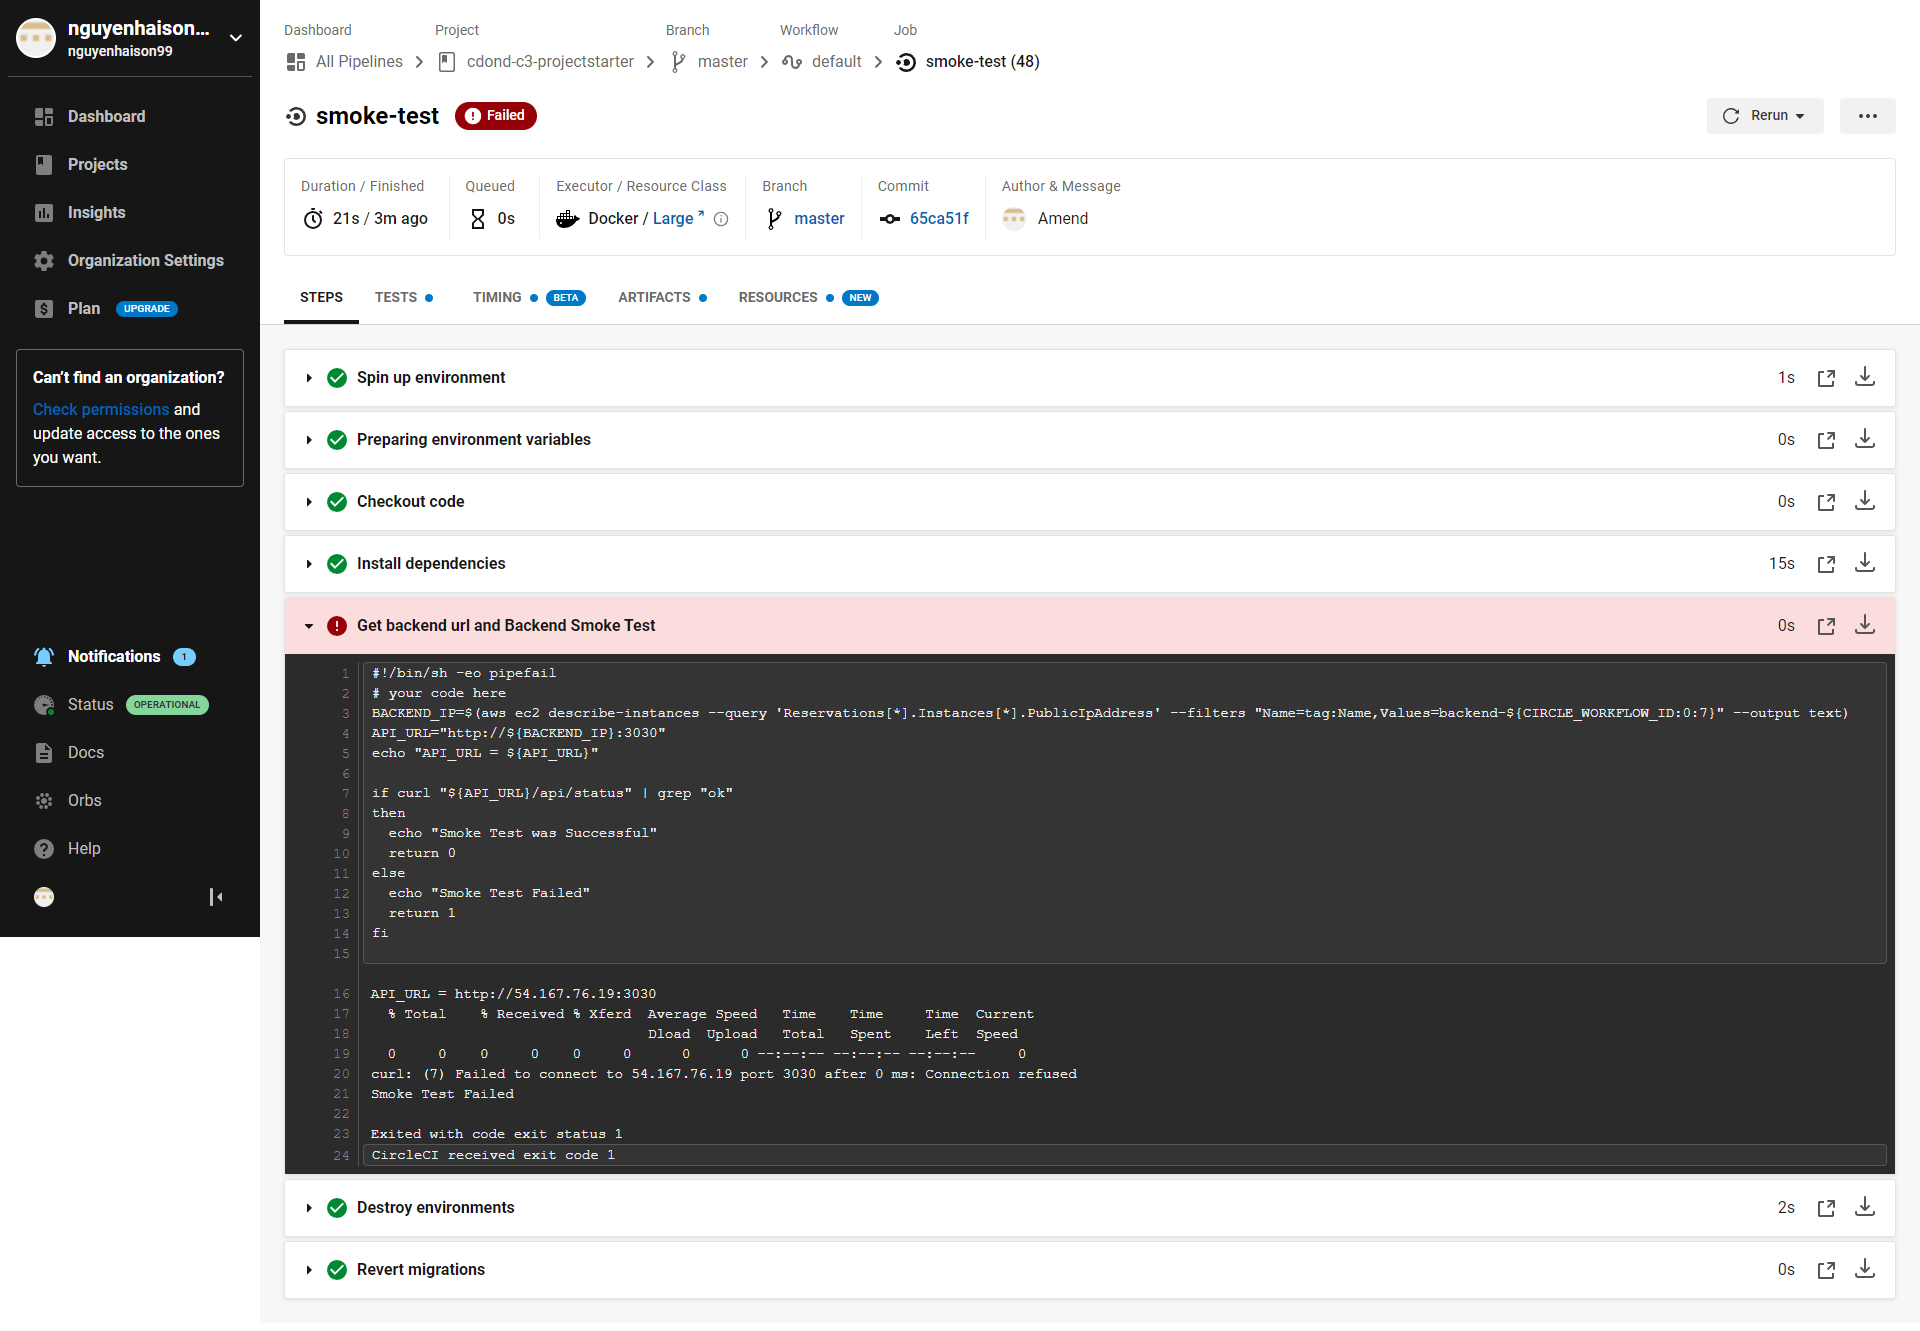 nguyenhaison...
nguyenhaison99
Dashboard
Projects
Insights
Organization Settings
Plan UPGRADE
Can't find an organization?
Check permissions and
update access to the ones
you want.
Notifications 1
Status OPERATIONAL
Docs
Orbs
Help
Dashboard Project Branch Workflow Job
All Pipelines cdond-c3-projectstarter master default smoke-test (48)
smoke-test Failed
Rerun
Duration / Finished Queued Executor / Resource Class Branch Commit Author & Message
21s / 3m ago 0s Docker / Large master 65ca51f Amend
STEPS TESTS TIMING BETA ARTIFACTS RESOURCES NEW
Spin up environment 1s
Preparing environment variables 0s
Checkout code 0s
Install dependencies 15s
Get backend url and Backend Smoke Test 0s
1 #!/bin/sh -eo pipefail
2 # your code here
3 BACKEND_IP=$(aws ec2 describe-instances --query 'Reservations[*].Instances[*].PublicIpAddress' --filters "Name=tag:Name,Values=backend-${CIRCLE_WORKFLOW_ID:0:7}" --output text)
4 API_URL="http://${BACKEND_IP}:3030"
5 echo "API_URL = ${API_URL}"
6
7 if curl "${API_URL}/api/status" | grep "ok"
8 then
9 echo "Smoke Test was Successful"
10 return 0
11 else
12 echo "Smoke Test Failed"
13 return 1
14 fi
15
16 API_URL = http://54.167.76.19:3030
17 % Total % Received % Xferd Average Speed Time Time Time Current
18 Dload Upload Total Spent Left Speed
19 0 0 0 0 0 0 0 0 --:--:-- --:--:-- --:--:-- 0
20 curl: (7) Failed to connect to 54.167.76.19 port 3030 after 0 ms: Connection refused
21 Smoke Test Failed
22
23 Exited with code exit status 1
24 CircleCI received exit code 1
Destroy environments 2s
Revert migrations 0s